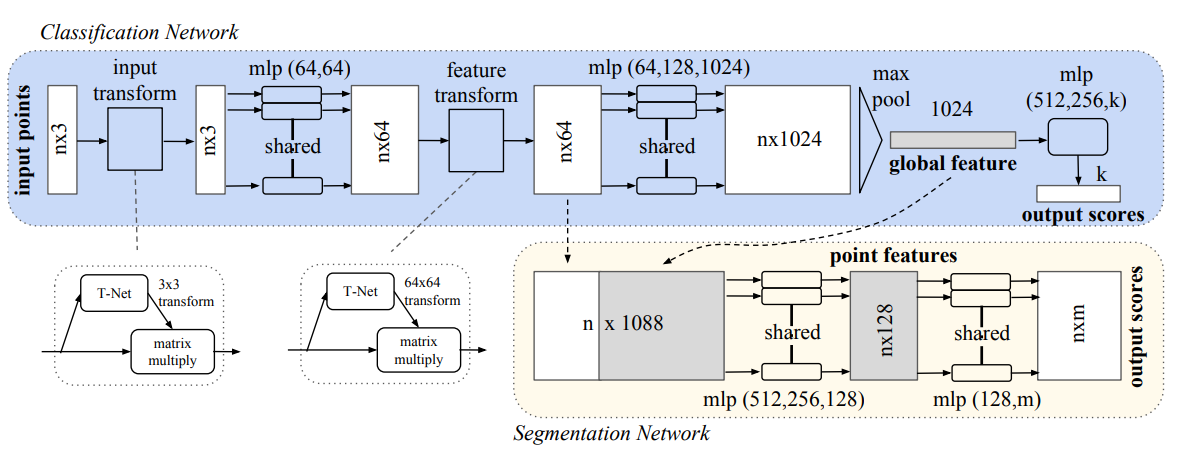 Classification Network
input points
nx3
input
transform
nx3
mlp (64,64)
shared
nx64
feature
transform
nx64
mlp (64,128,1024)
shared
nx1024
max
pool
1024
global feature
mlp
(512,256,k)
k
output scores
T-Net
3x3
transform
matrix
multiply
T-Net
64x64
transform
matrix
multiply
point features
n x 1088
shared
mlp (512,256,128)
nx128
shared
mlp (128,m)
nxm
output scores
Segmentation Network